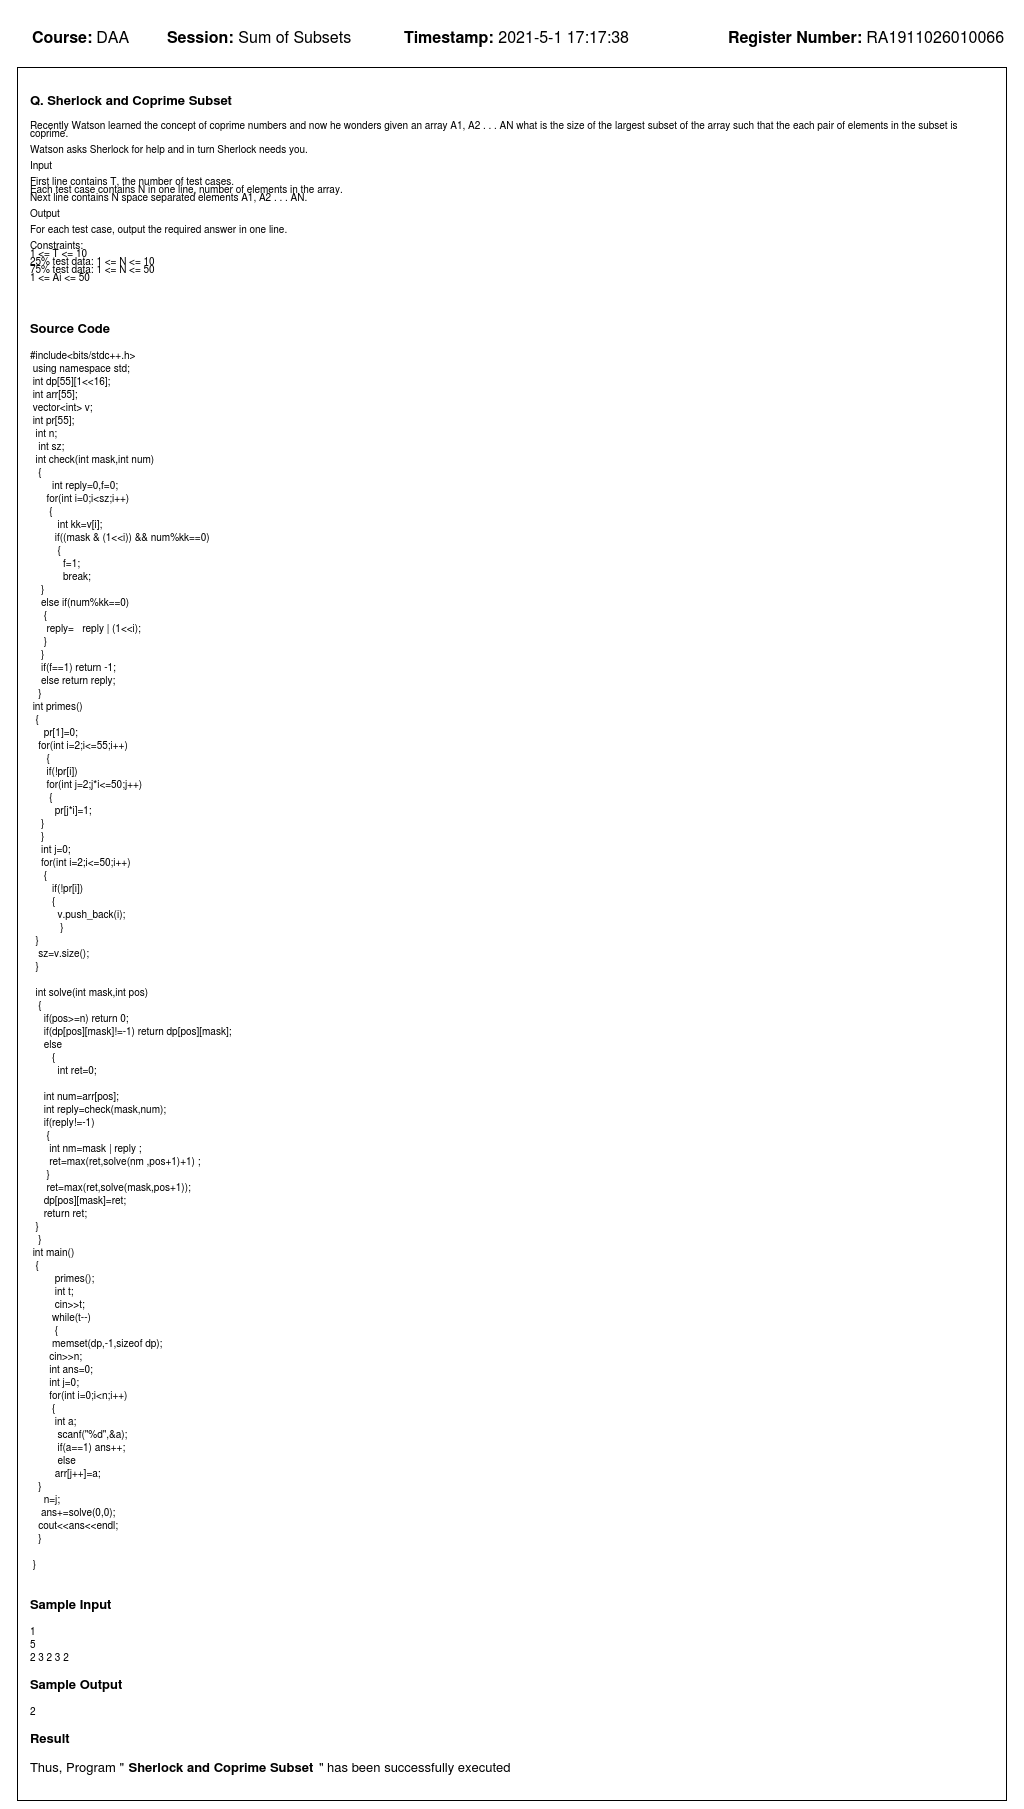 Course: DAA Session: Sum of Subsets Timestamp: 2021-5-1 17:17:38 Register Number: RA1911026010066
Q. Sherlock and Coprime Subset
Recently Watson learned the concept of coprime numbers and now he wonders given an array A1, A2 . . . AN what is the size of the largest subset of the array such that the each pair of elements in the subset is
coprime.
Watson asks Sherlock for help and in turn Sherlock needs you.
Input
First line contains T, the number of test cases.
Each test case contains N in one line, number of elements in the array.
Next line contains N space separated elements A1, A2 . . . AN.
Output
For each test case, output the required answer in one line.
Constraints:
1 <= T <= 10
25% test data: 1 <= N <= 10
75% test data: 1 <= N <= 50
1 <= Ai <= 50
Source Code
#include<bits/stdc++.h>
using namespace std;
int dp[55][1<<16];
int arr[55];
vector<int> v;
int pr[55];
int n;
int sz;
int check(int mask,int num)
{
int reply=0,f=0;
for(int i=0;i<sz;i++)
{
int kk=v[i];
if((mask & (1<<i)) && num%kk==0)
{
f=1;
break;
}
else if(num%kk==0)
{
reply=   reply | (1<<i);
}
}
if(f==1) return -1;
else return reply;
}
int primes()
{
pr[1]=0;
for(int i=2;i<=55;i++)
{
if(!pr[i])
for(int j=2;j*i<=50;j++)
{
pr[j*i]=1;
}
}
int j=0;
for(int i=2;i<=50;i++)
{
if(!pr[i])
{
v.push_back(i);
}
}
sz=v.size();
}
int solve(int mask,int pos)
{
if(pos>=n) return 0;
if(dp[pos][mask]!=-1) return dp[pos][mask];
else
{
int ret=0;
int num=arr[pos];
int reply=check(mask,num);
if(reply!=-1)
{
int nm=mask | reply ;
ret=max(ret,solve(nm ,pos+1)+1) ;
}
ret=max(ret,solve(mask,pos+1));
dp[pos][mask]=ret;
return ret;
}
}
int main()
{
primes();
int t;
cin>>t;
while(t--)
{
memset(dp,-1,sizeof dp);
cin>>n;
int ans=0;
int j=0;
for(int i=0;i<n;i++)
{
int a;
scanf("%d",&a);
if(a==1) ans++;
else
arr[j++]=a;
}
n=j;
ans+=solve(0,0);
cout<<ans<<endl;
}
}
Sample Input
1
5
2 3 2 3 2
Sample Output
2
Result
Thus, Program " Sherlock and Coprime Subset " has been successfully executed